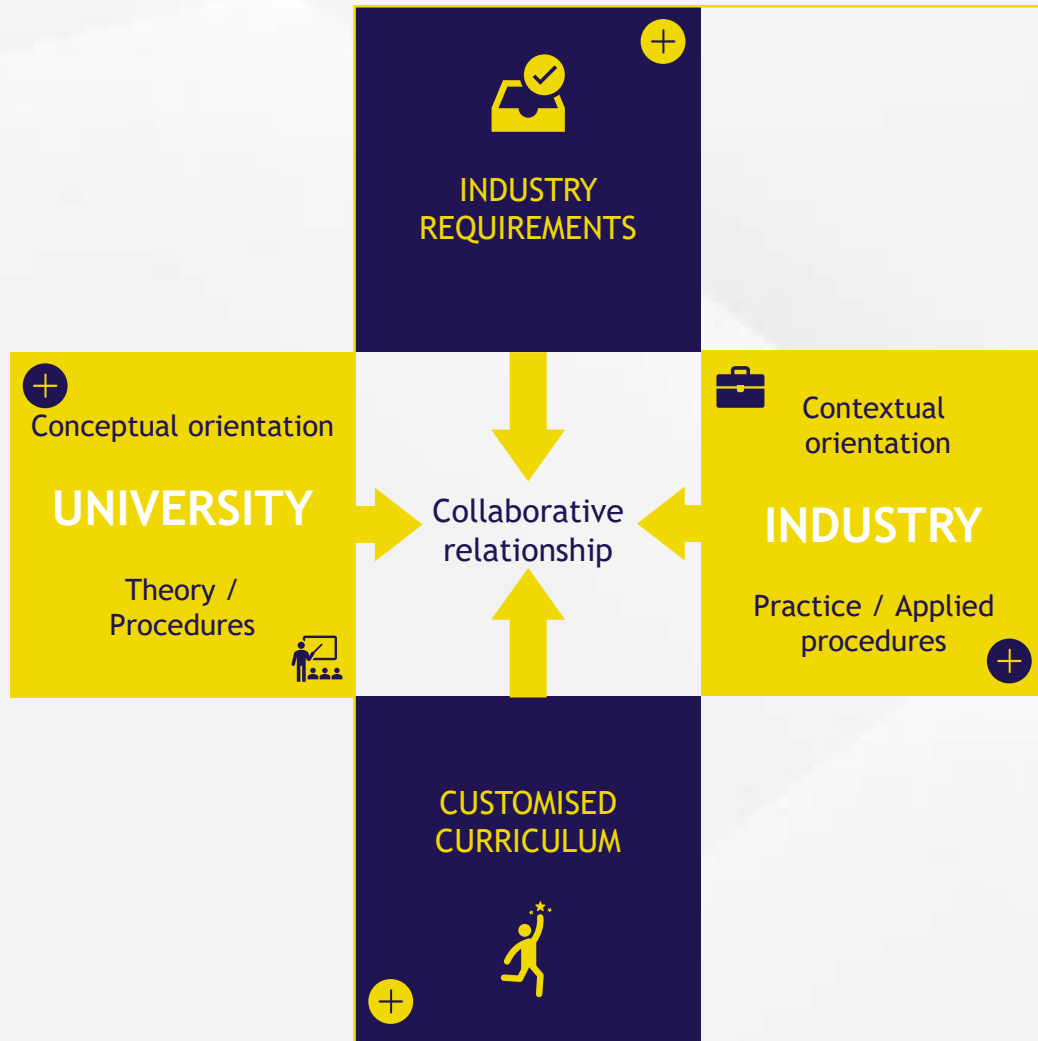 INDUSTRY
REQUIREMENTS
Conceptual orientation
UNIVERSITY
Theory /
Procedures
Collaborative
relationship
Contextual
orientation
INDUSTRY
Practice / Applied
procedures
CUSTOMISED
CURRICULUM